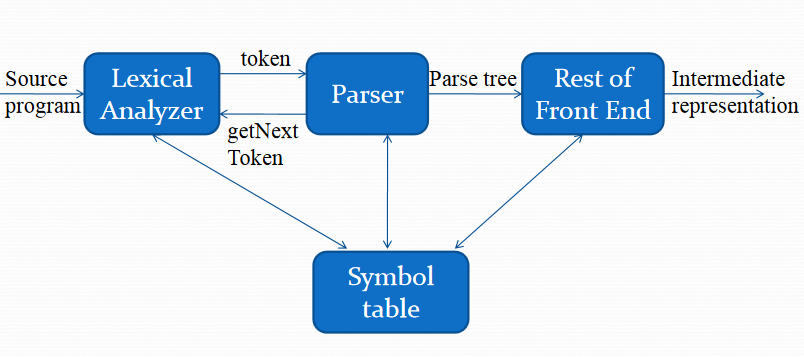 Source
program
Lexical
Analyzer
token
getNext
Token
Parser
Parse tree
Rest of
Front End
Intermediate
representation
Symbol
table